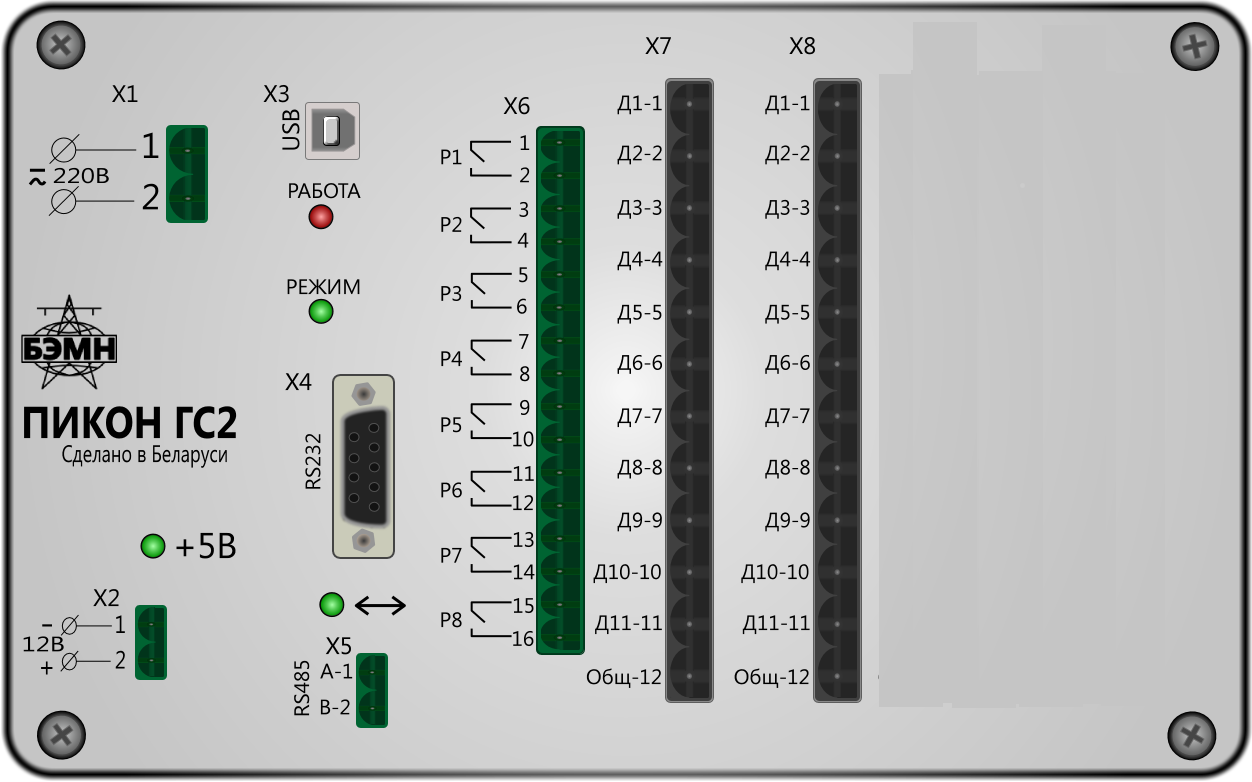 X1
1
≂ 220В
2
БЭМН
ПИКОН ГС2
Сделано в Беларуси
+5В
X2
- 1
12В
+ 2
X3
USB
РАБОТА
РЕЖИМ
X4
RS232
X5
RS485
A-1
B-2
X6
P1
1
2
P2
3
4
P3
5
6
P4
7
8
P5
9
10
P6
11
12
P7
13
14
P8
15
16
X7
Д1-1
Д2-2
Д3-3
Д4-4
Д5-5
Д6-6
Д7-7
Д8-8
Д9-9
Д10-10
Д11-11
Общ-12
X8
Д1-1
Д2-2
Д3-3
Д4-4
Д5-5
Д6-6
Д7-7
Д8-8
Д9-9
Д10-10
Д11-11
Общ-12